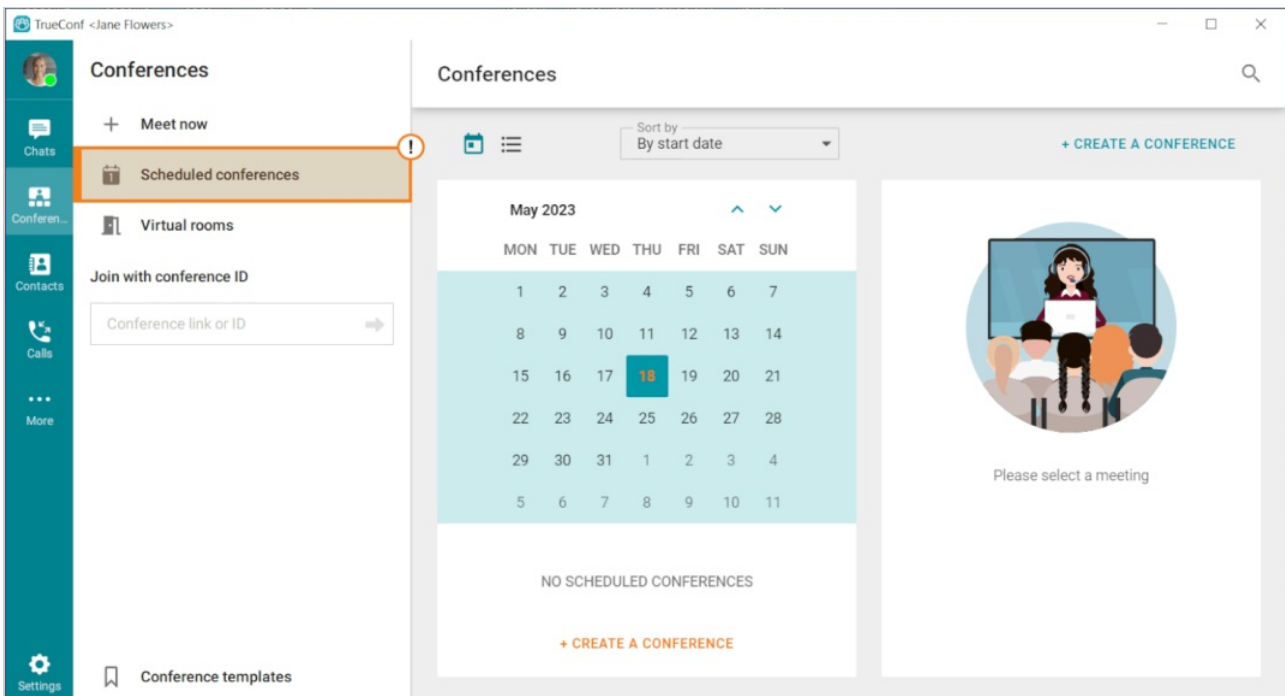 TrueConf <Jane Flowers>
Chats
Conferen...
Contacts
Calls
More
Settings
Conferences
Meet now
!
1
Scheduled conferences
Virtual rooms
Join with conference ID
Conference link or ID
Conference templates
Conferences
Sort by
By start date
+ CREATE A CONFERENCE
May 2023
MON TUE WED THU FRI SAT SUN
1 2 3 4 5 6 7
8 9 10 11 12 13 14
15 16 17 18 19 20 21
22 23 24 25 26 27 28
29 30 31 1 2 3 4
5 6 7 8 9 10 11
NO SCHEDULED CONFERENCES
+ CREATE A CONFERENCE
Please select a meeting